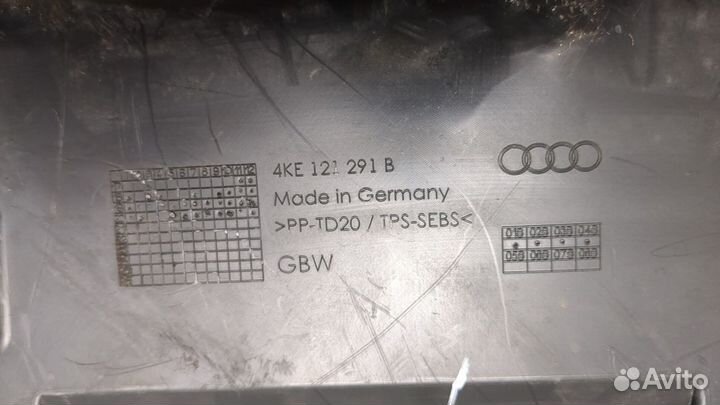 4KE 121 291 B
Made in Germany
>PP-TD20 / TPS-SEBS<
GBW
Avito